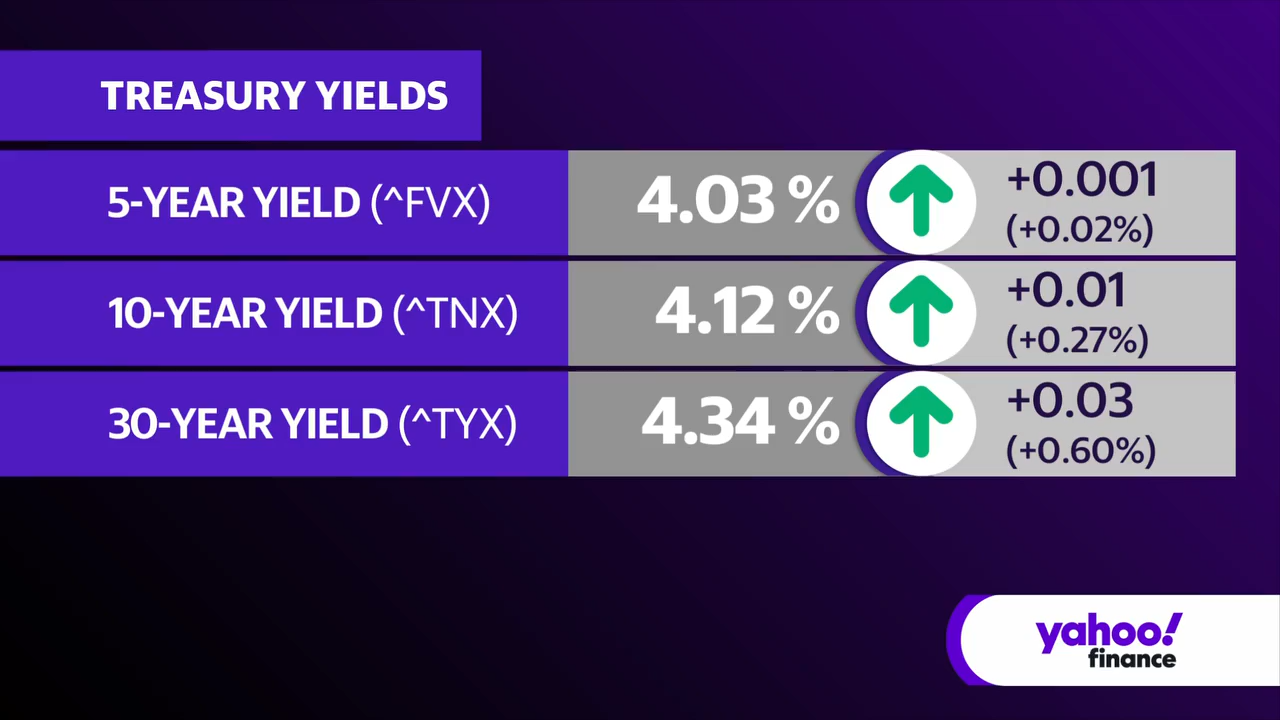 TREASURY YIELDS
5-YEAR YIELD (^FVX) 4.03 % +0.001
(+0.02%)
10-YEAR YIELD (^TNX) 4.12 % +0.01
(+0.27%)
30-YEAR YIELD (^TYX) 4.34 % +0.03
(+0.60%)
yahoo!
finance